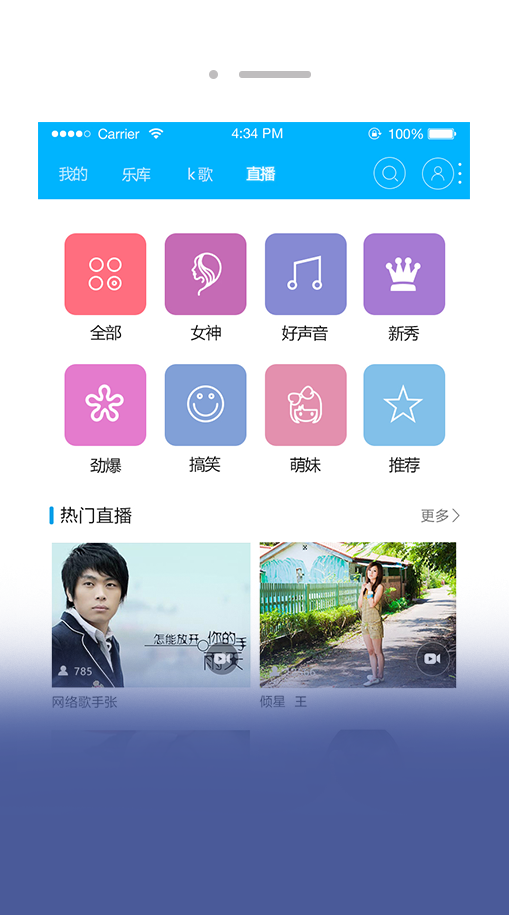 Carrier 4:34 PM 100%
我的 乐库 k歌 直播
全部 女神 好声音 新秀
劲爆 搞笑 萌妹 推荐
热门直播 更多
怎能放开 你的手
785
网络歌手张 倾星 王